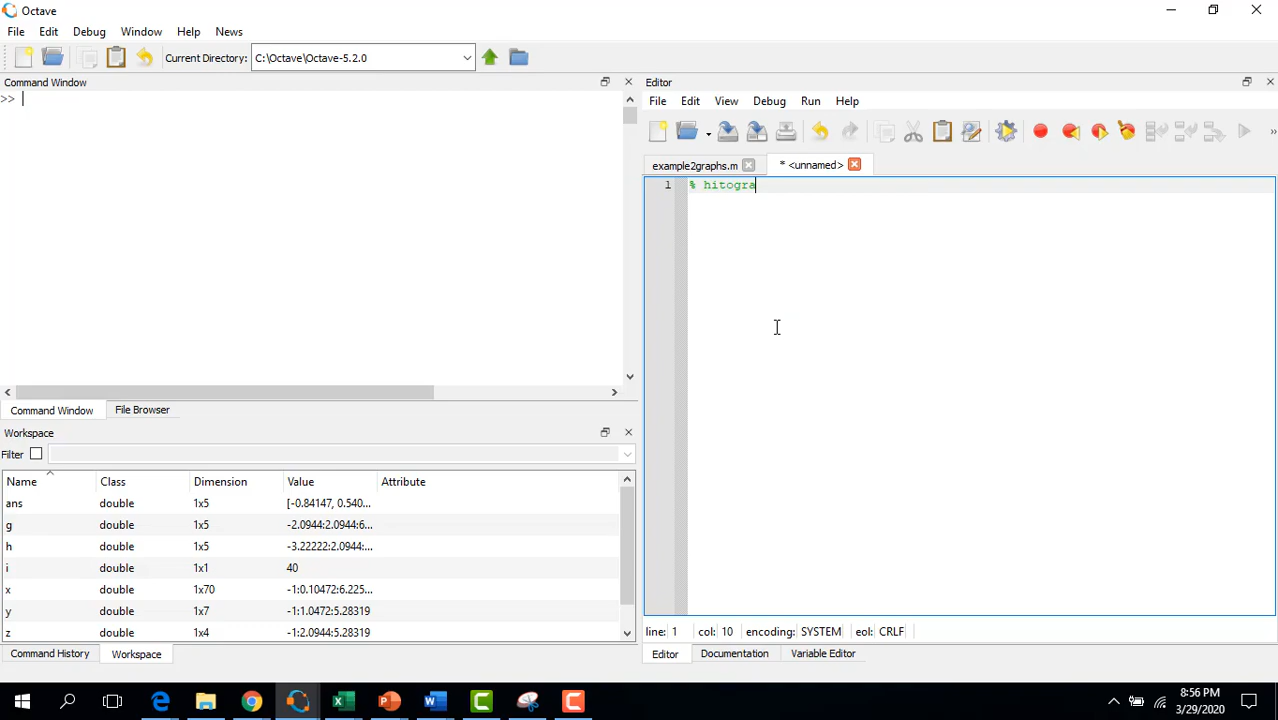 Octave
File Edit Debug Window Help News
Current Directory: C:\Octave\Octave-5.2.0
Command Window
>>
Command Window File Browser
Workspace
Filter
Name Class Dimension Value Attribute
ans double 1x5 [-0.84147, 0.540...
g double 1x5 -2.0944:2.0944:6...
h double 1x5 -3.22222:2.0944:...
i double 1x1 40
x double 1x70 -1:0.10472:6.225...
y double 1x7 -1:1.0472:5.28319
z double 1x4 -1:2.0944:5.28319
Command History Workspace
Editor
File Edit View Debug Run Help
example2graphs.m * <unnamed>
1 % hitogra
line: 1 col: 10 encoding: SYSTEM eol: CRLF
Editor Documentation Variable Editor
8:56 PM
3/29/2020